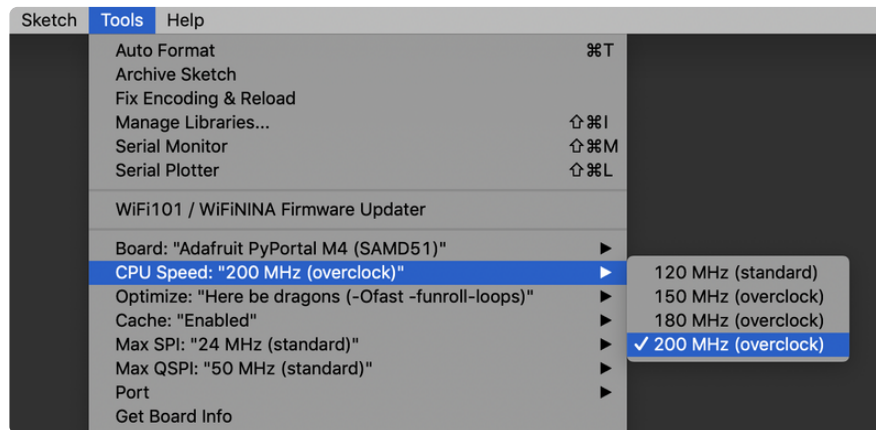 Sketch Tools Help
Auto Format ⌘T
Archive Sketch
Fix Encoding & Reload
Manage Libraries... ⇧⌘I
Serial Monitor ⇧⌘M
Serial Plotter ⇧⌘L
WiFi101 / WiFiNINA Firmware Updater
Board: "Adafruit PyPortal M4 (SAMD51)"
CPU Speed: "200 MHz (overclock)"
Optimize: "Here be dragons (-Ofast -funroll-loops)"
Cache: "Enabled"
Max SPI: "24 MHz (standard)"
Max QSPI: "50 MHz (standard)"
Port
Get Board Info
120 MHz (standard)
150 MHz (overclock)
180 MHz (overclock)
✓ 200 MHz (overclock)